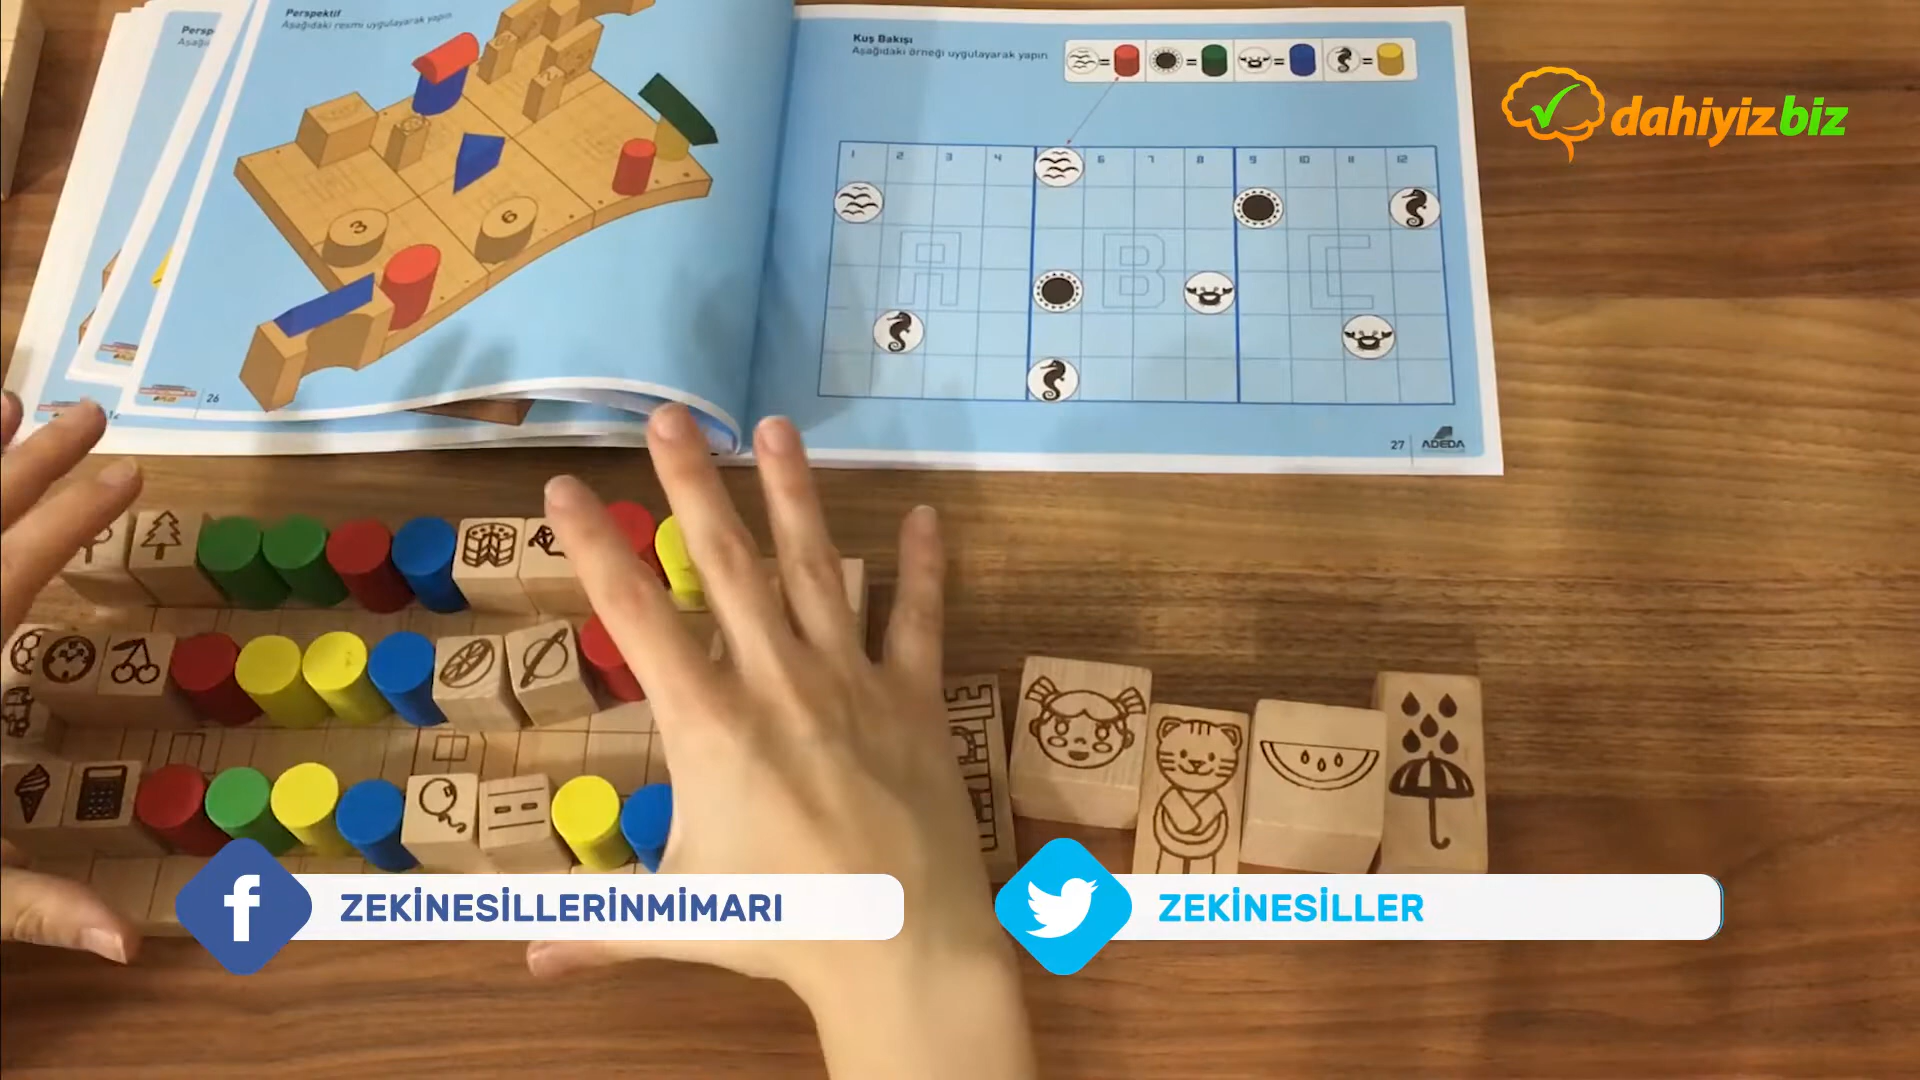 Perspektif
Aşağıdaki resmi uygulayarak yapın.
3
6
26
Kuş Bakışı
Aşağıdaki örneği uygulayarak yapın.
= = = =
1 2 3 4 6 7 8 9 10 11 12
A B C
27
ADEDA
dahiyizbiz
f ZEKİNESİLLERİNMİMARI
ZEKİNESİLLER